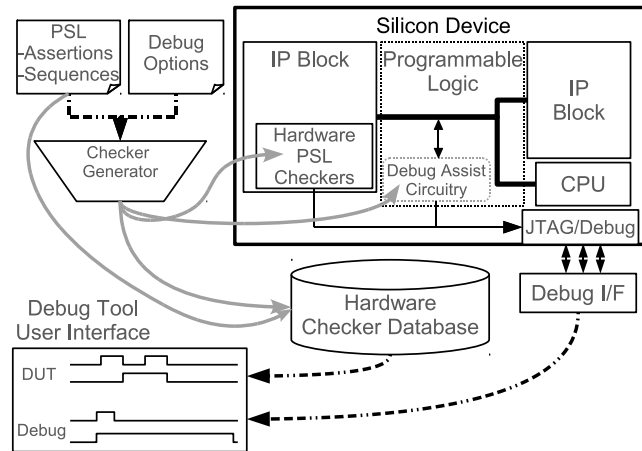 PSL
-Assertions
-Sequences
Debug
Options
Checker
Generator
Silicon Device
IP Block
Programmable
Logic
IP
Block
Hardware
PSL
Checkers
Debug Assist
Circuitry
CPU
JTAG/Debug
Debug I/F
Hardware
Checker Database
Debug Tool
User Interface
DUT
Debug